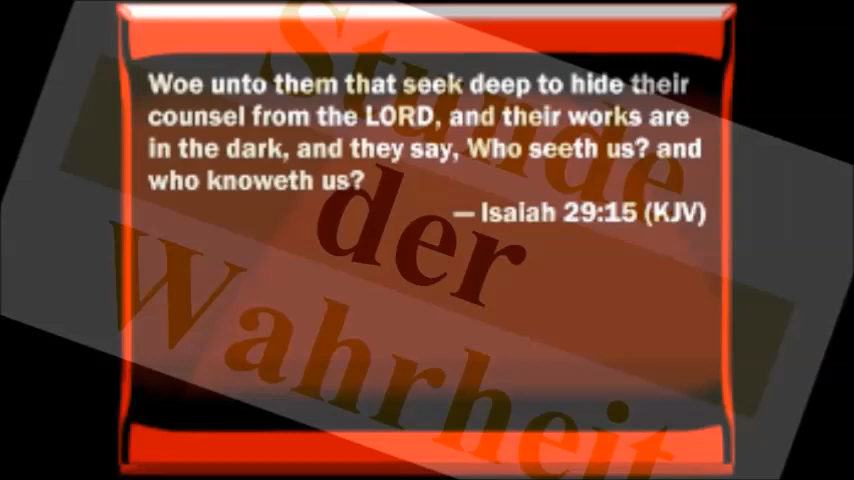 Woe unto them that seek deep to hide their
counsel from the LORD, and their works are
in the dark, and they say, Who seeth us? and
who knoweth us?
— Isaiah 29:15 (KJV)
Stunde
der
Wahrheit